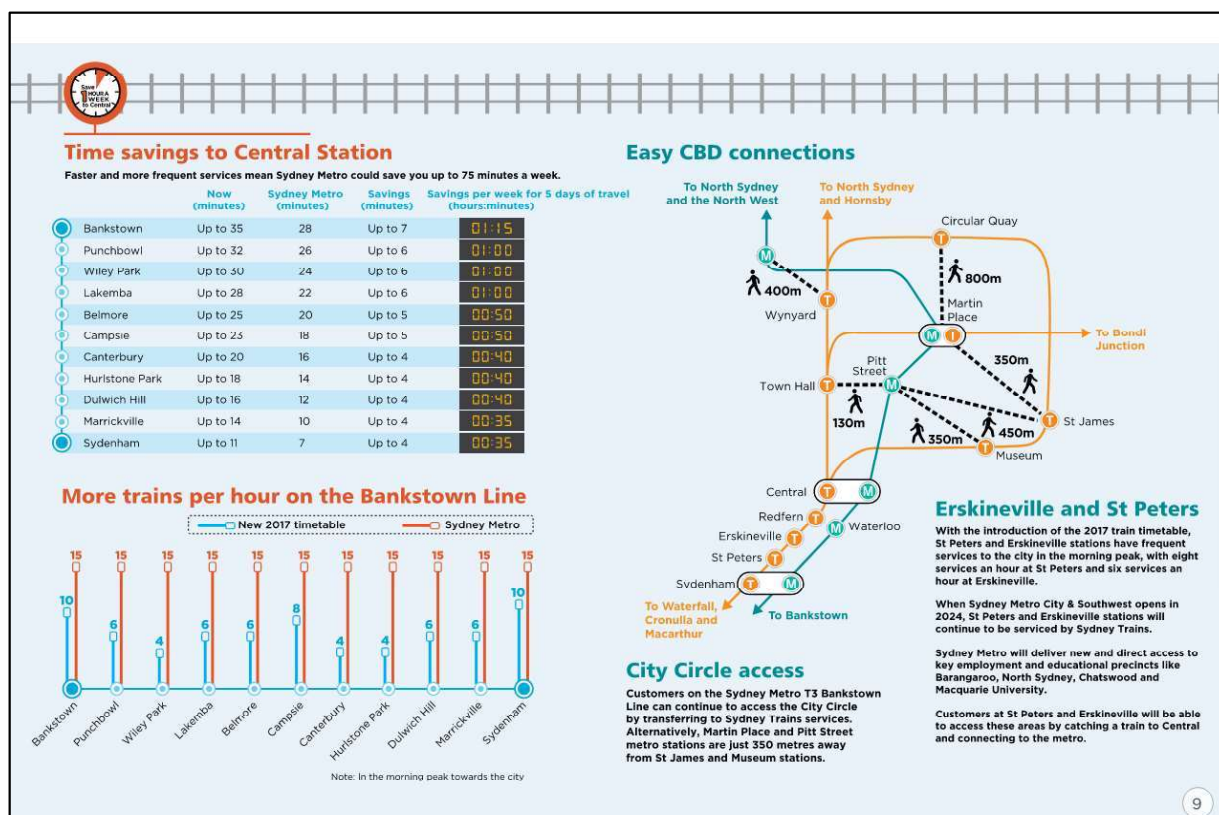 Save
1 HOUR A
WEEK
to Central
Time savings to Central Station
Faster and more frequent services mean Sydney Metro could save you up to 75 minutes a week.
Now (minutes) Sydney Metro (minutes) Savings (minutes) Savings per week for 5 days of travel (hours:minutes)
Bankstown Up to 35 28 Up to 7 01:15
Punchbowl Up to 32 26 Up to 6 01:00
Wiley Park Up to 30 24 Up to 6 01:00
Lakemba Up to 28 22 Up to 6 01:00
Belmore Up to 25 20 Up to 5 00:50
Campsie Up to 23 18 Up to 5 00:50
Canterbury Up to 20 16 Up to 4 00:40
Hurlstone Park Up to 18 14 Up to 4 00:40
Dulwich Hill Up to 16 12 Up to 4 00:40
Marrickville Up to 14 10 Up to 4 00:35
Sydenham Up to 11 7 Up to 4 00:35
More trains per hour on the Bankstown Line
New 2017 timetable Sydney Metro
15 15 15 15 15 15 15 15 15 15 15
10 6 4 6 6 8 4 4 6 6 10
Bankstown
Punchbowl
Wiley Park
Lakemba
Belmore
Campsie
Canterbury
Hurlstone Park
Dulwich Hill
Marrickville
Sydenham
Note: In the morning peak towards the city
Easy CBD connections
To North Sydney
and the North West
To North Sydney
and Hornsby
Circular Quay
T
M
800m
400m
T
Wynyard
Martin
Place
M T
To Bondi
Junction
Pitt
Street
350m
Town Hall
T
M
130m
350m
450m
T
St James
T
Museum
Central
T M
Redfern
T
M
Waterloo
Erskineville
T
St Peters
T
Sydenham
T M
To Waterfall,
Cronulla and
Macarthur
To Bankstown
City Circle access
Customers on the Sydney Metro T3 Bankstown
Line can continue to access the City Circle
by transferring to Sydney Trains services.
Alternatively, Martin Place and Pitt Street
metro stations are just 350 metres away
from St James and Museum stations.
Erskineville and St Peters
With the introduction of the 2017 train timetable,
St Peters and Erskineville stations have frequent
services to the city in the morning peak, with eight
services an hour at St Peters and six services an
hour at Erskineville.
When Sydney Metro City & Southwest opens in
2024, St Peters and Erskineville stations will
continue to be serviced by Sydney Trains.
Sydney Metro will deliver new and direct access to
key employment and educational precincts like
Barangaroo, North Sydney, Chatswood and
Macquarie University.
Customers at St Peters and Erskineville will be able
to access these areas by catching a train to Central
and connecting to the metro.
9